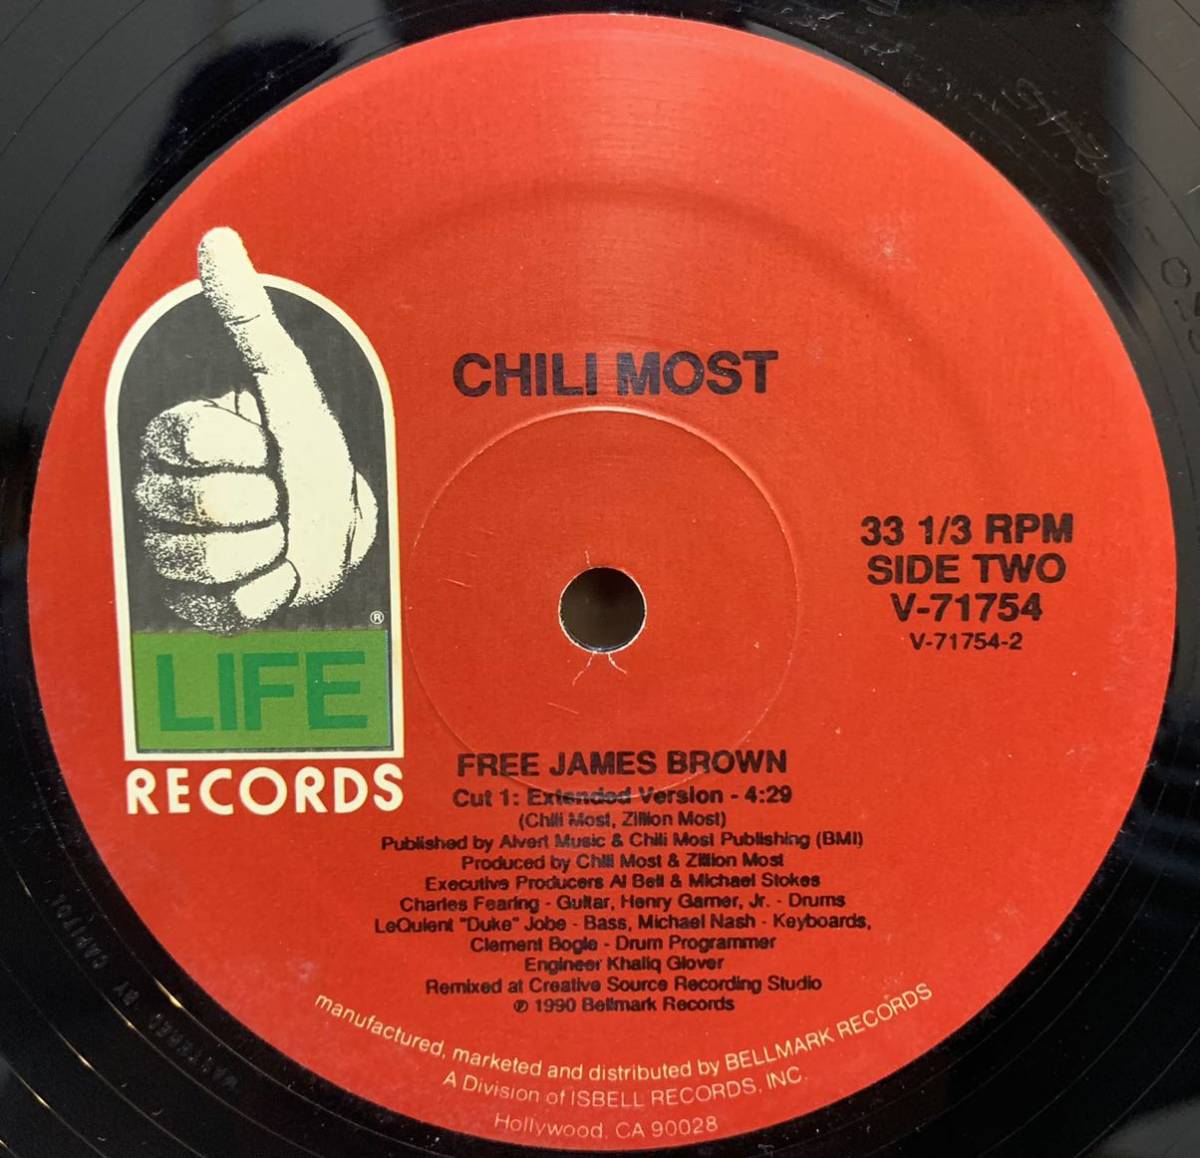 CHILI MOST
33 1/3 RPM
SIDE TWO
V-71754
V-71754-2
®
LIFE
RECORDS
FREE JAMES BROWN
Cut 1: Extended Version - 4:29
(Chili Most, Zillion Most)
Published by Alvert Music & Chili Most Publishing (BMI)
Produced by Chili Most & Zillion Most
Executive Producers Al Bell & Michael Stokes
Charles Fearing - Guitar, Henry Garner, Jr. - Drums
LeQuient "Duke" Jobe - Bass, Michael Nash - Keyboards,
Clement Bogle - Drum Programmer
Engineer Khaliq Glover
Remixed at Creative Source Recording Studio
℗ 1990 Bellmark Records
manufactured, marketed and distributed by BELLMARK RECORDS
A Division of ISBELL RECORDS, INC.
Hollywood, CA 90028
MASTERED BY CAPITOL